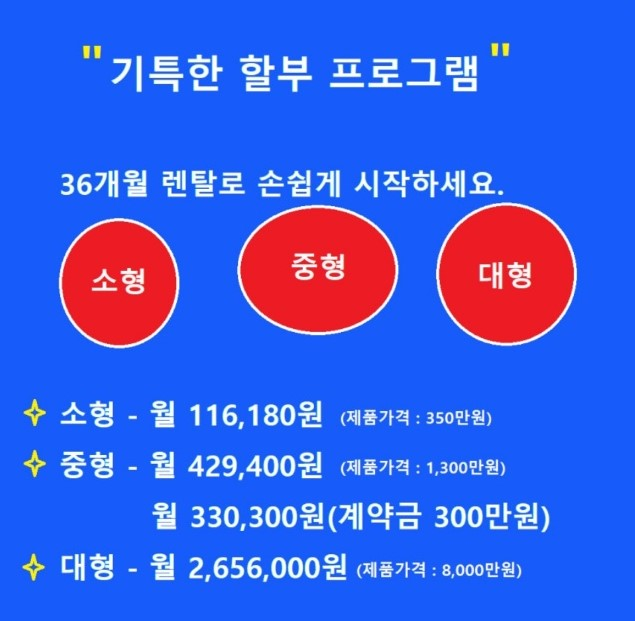 "기특한 할부 프로그램"
36개월 렌탈로 손쉽게 시작하세요.
소형 중형 대형
소형 - 월 116,180원 (제품가격 : 350만원)
중형 - 월 429,400원 (제품가격 : 1,300만원)
월 330,300원(계약금 300만원)
대형 - 월 2,656,000원 (제품가격 : 8,000만원)